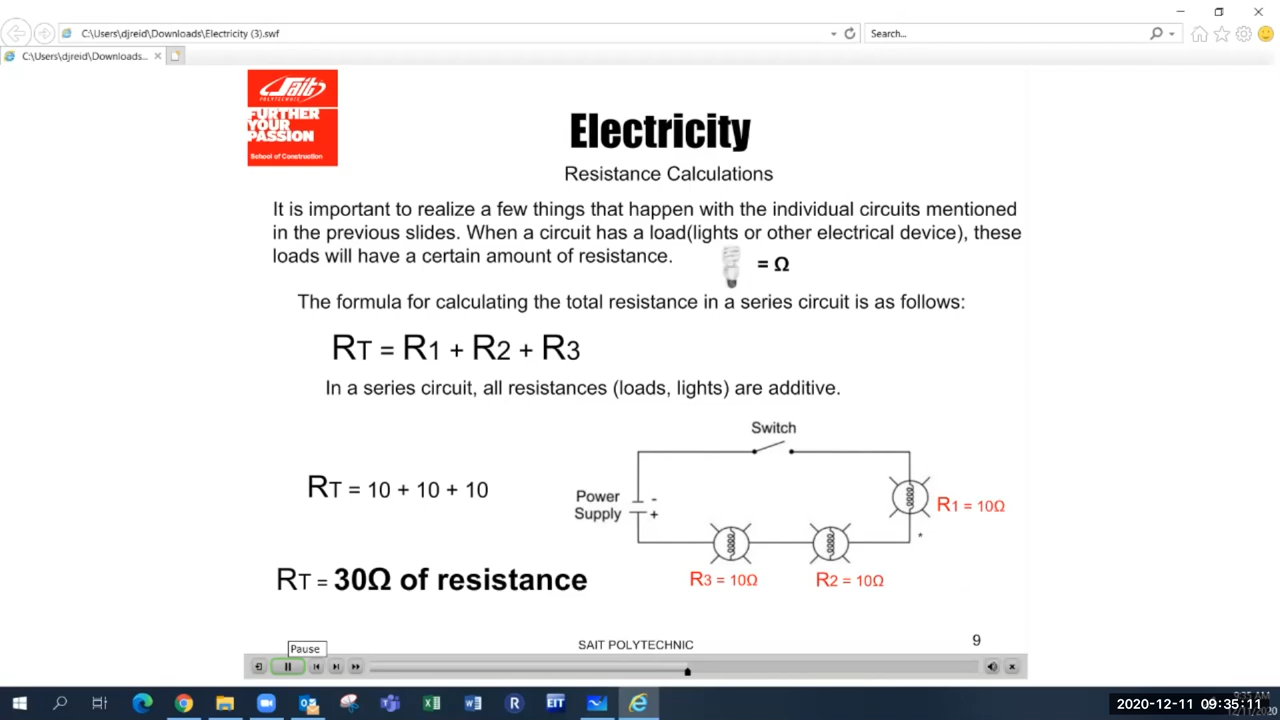 C:\Users\djreid\Downloads\Electricity (3).swf
Search...
C:\Users\djreid\Downloads...
Sait
POLYTECHNIC
FURTHER
YOUR
PASSION
School of Construction
Electricity
Resistance Calculations
It is important to realize a few things that happen with the individual circuits mentioned
in the previous slides. When a circuit has a load(lights or other electrical device), these
loads will have a certain amount of resistance.
= Ω
The formula for calculating the total resistance in a series circuit is as follows:
RT = R1 + R2 + R3
In a series circuit, all resistances (loads, lights) are additive.
Switch
RT = 10 + 10 + 10
Power
Supply
-
+
R1 = 10Ω
*
R3 = 10Ω
R2 = 10Ω
RT = 30Ω of resistance
SAIT POLYTECHNIC
9
Pause
R
EIT
2020-12-11 09:35:11